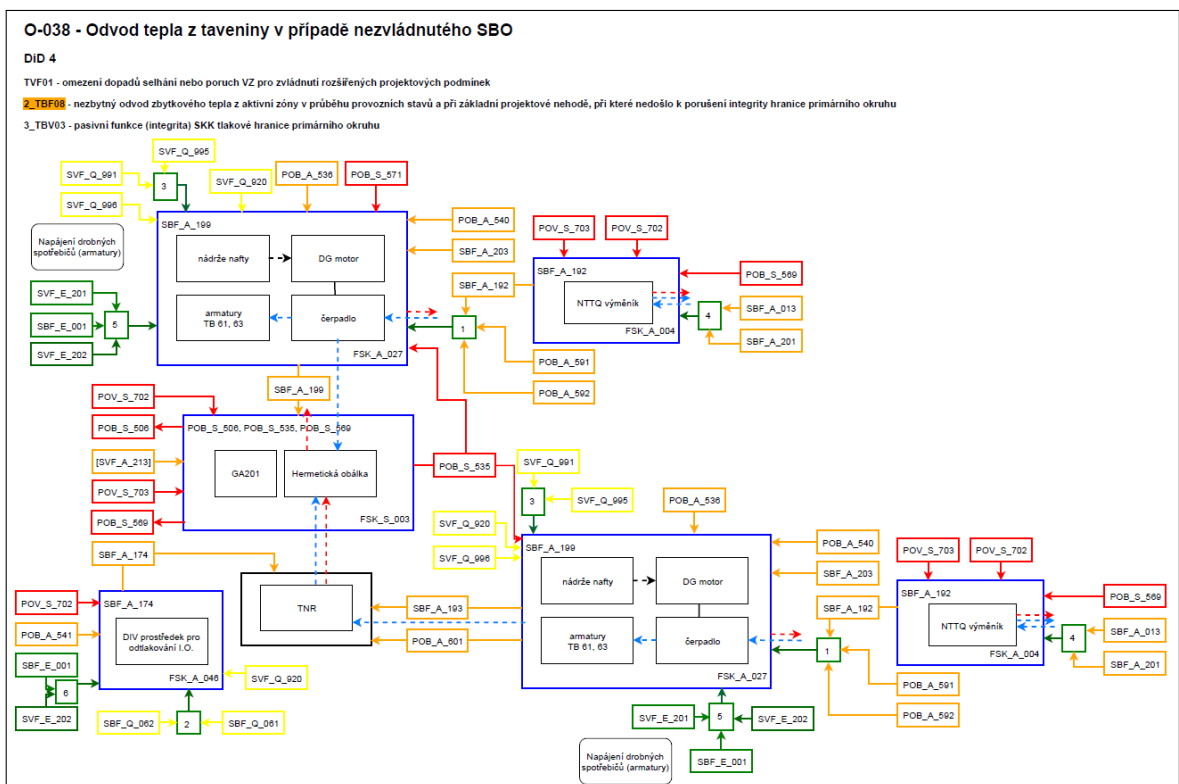 O-038 - Odvod tepla z taveniny v případě nezvládnutého SBO
DiD 4
TVF01 - omezení dopadů selhání nebo poruch VZ pro zvládnutí rozšířených projektových podmínek
2_TBF08 - nezbytný odvod zbytkového tepla z aktivní zóny v průběhu provozních stavů a při základní projektové nehodě, při které nedošlo k porušení integrity hranice primárního okruhu
3_TBV03 - pasivní funkce (integrita) SKK tlakové hranice primárního okruhu
SVF_Q_995
SVF_Q_991
3
SVF_Q_996
SVF_Q_920
POB_A_536
POB_S_571
SBF_A_199
Napájení drobných
spotřebičů (armatury)
nádrže nafty
DG motor
armatury
TB 61, 63
čerpadlo
FSK_A_027
SVF_E_201
SBF_E_001
SVF_E_202
5
POB_A_540
SBF_A_203
SBF_A_192
1
POB_A_591
POB_A_592
POV_S_703
POV_S_702
SBF_A_192
NTTQ výměník
FSK_A_004
POB_S_569
4
SBF_A_013
SBF_A_201
SBF_A_199
POV_S_702
POB_S_506
[SVF_A_213]
POV_S_703
POB_S_569
POB_S_506, POB_S_535, POB_S_569
GA201
Hermetická obálka
FSK_S_003
POB_S_535
SVF_Q_991
3
SVF_Q_995
SVF_Q_920
SVF_Q_996
POB_A_536
SBF_A_199
nádrže nafty
DG motor
armatury
TB 61, 63
čerpadlo
FSK_A_027
POB_A_540
SBF_A_203
SBF_A_192
1
POB_A_591
POB_A_592
POV_S_703
POV_S_702
SBF_A_192
NTTQ výměník
FSK_A_004
POB_S_569
4
SBF_A_013
SBF_A_201
SBF_A_174
TNR
SBF_A_193
POB_A_601
POV_S_702
POB_A_541
SBF_E_001
6
SVF_E_202
SBF_A_174
DIV prostředek pro
odtlakování I.O.
FSK_A_046
SVF_Q_920
SBF_Q_062
2
SBF_Q_061
SVF_E_201
5
SVF_E_202
SBF_E_001
Napájení drobných
spotřebičů (armatury)